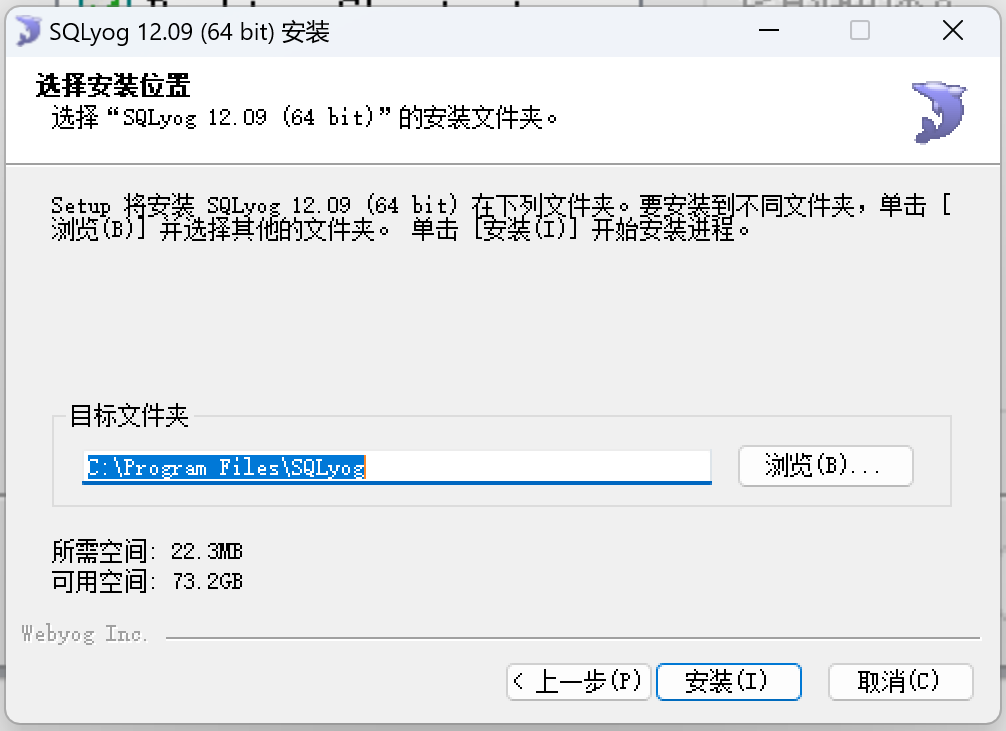 SQLyog 12.09 (64 bit) 安装
选择安装位置
选择“SQLyog 12.09 (64 bit)”的安装文件夹。
Setup 将安装 SQLyog 12.09 (64 bit) 在下列文件夹。要安装到不同文件夹，单击 [
浏览(B)] 并选择其他的文件夹。 单击 [安装(I)] 开始安装进程。
目标文件夹
C:\Program Files\SQLyog
浏览(B)...
所需空间: 22.3MB
可用空间: 73.2GB
Webyog Inc.
< 上一步(P)
安装(I)
取消(C)